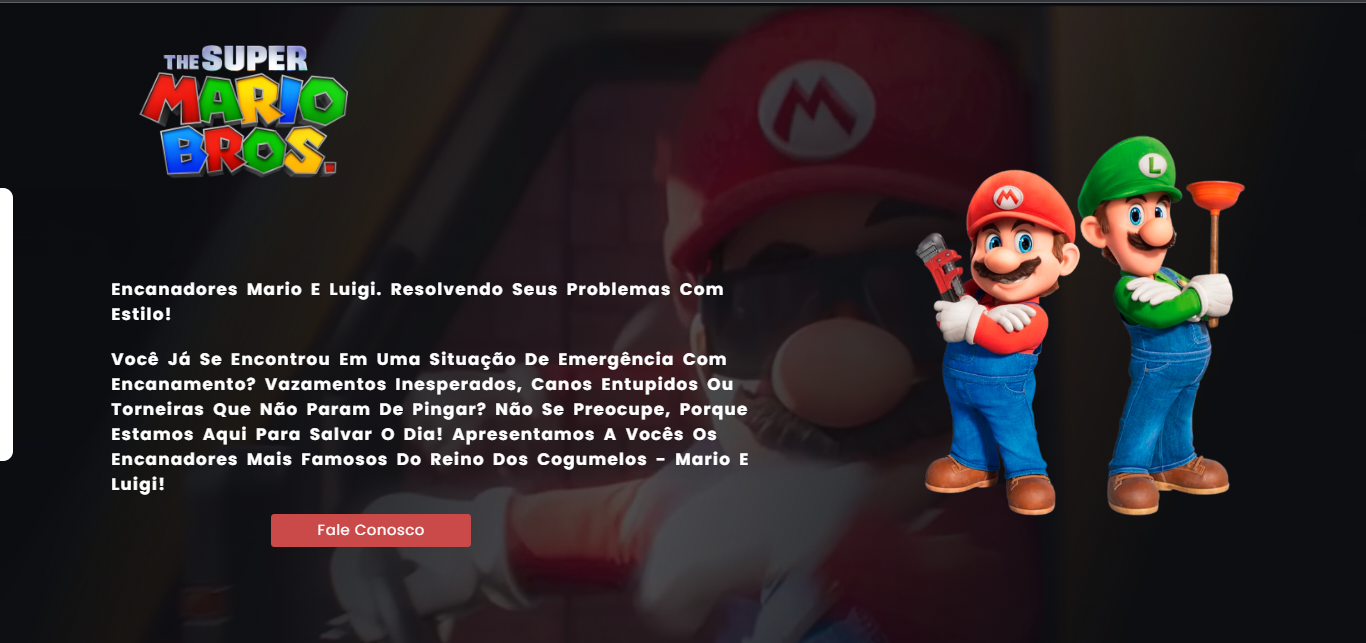 THE SUPER
MARIO
BROS.
M
L
M
Encanadores Mario E Luigi. Resolvendo Seus Problemas Com
Estilo!
Você Já Se Encontrou Em Uma Situação De Emergência Com
Encanamento? Vazamentos Inesperados, Canos Entupidos Ou
Torneiras Que Não Param De Pingar? Não Se Preocupe, Porque
Estamos Aqui Para Salvar O Dia! Apresentamos A Vocês Os
Encanadores Mais Famosos Do Reino Dos Cogumelos - Mario E
Luigi!
Fale Conosco